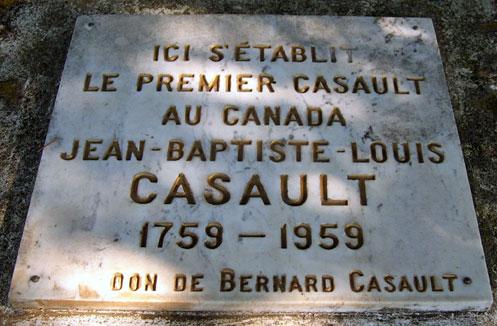 ICI S'ÉTABLIT
LE PREMIER CASAULT
AU CANADA
JEAN-BAPTISTE-LOUIS
CASAULT
1759 – 1959
DON DE BERNARD CASAULT